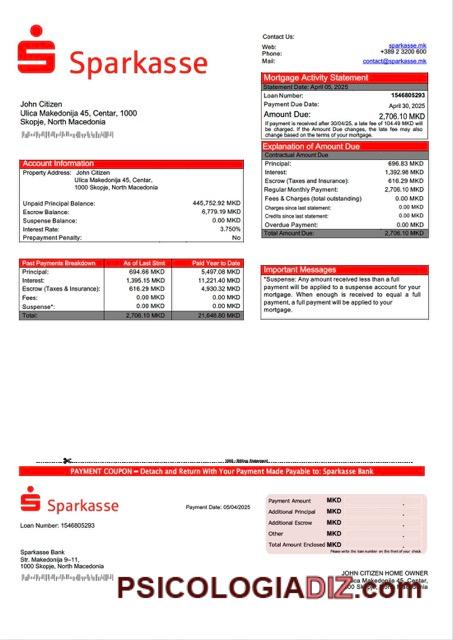 Sparkasse
Contact Us:
Web: sparkasse.mk
Phone: +389 2 3200 600
Mail: contact@sparkasse.mk
Mortgage Activity Statement
Statement Date: April 05, 2025
Loan Number: 1546805293
Payment Due Date: April 30, 2025
Amount Due: 2,706.10 MKD
If payment is received after 30/04/25, a late fee of 104.49 MKD will
be charged. If the Amount Due changes, the late fee may also
change based on the terms of your mortgage.
John Citizen
Ulica Makedonija 45, Centar, 1000
Skopje, North Macedonia
Explanation of Amount Due
Contractual Amount Due
Principal: 696.83 MKD
Interest: 1,392.98 MKD
Escrow (Taxes and Insurance): 616.29 MKD
Regular Monthly Payment: 2,706.10 MKD
Fees & Charges (total outstanding) 0.00 MKD
Charges since last statement: 0.00 MKD
Credits since last statement: 0.00 MKD
Overdue Payment: 0.00 MKD
Total Amount Due: 2,706.10 MKD
Account Information
Property Address: John Citizen
Ulica Makedonija 45, Centar,
1000 Skopje, North Macedonia
Unpaid Principal Balance: 445,752.92 MKD
Escrow Balance: 6,779.19 MKD
Suspense Balance: 0.00 MKD
Interest Rate: 3.750%
Prepayment Penalty: No
Past Payments Breakdown As of Last Stmt Paid Year to Date
Principal: 694.66 MKD 5,497.08 MKD
Interest: 1,395.15 MKD 11,221.40 MKD
Escrow (Taxes & Insurance): 616.29 MKD 4,930.32 MKD
Fees: 0.00 MKD 0.00 MKD
Suspense*: 0.00 MKD 0.00 MKD
Total: 2,706.10 MKD 21,648.80 MKD
Important Messages
*Suspense: Any amount received less than a full
payment will be applied to a suspense account for your
mortgage. When enough is received to equal a full
payment, a full payment will be applied to your
mortgage.
PAYMENT COUPON – Detach and Return With Your Payment Made Payable to: Sparkasse Bank
Sparkasse
Payment Date: 05/04/2025
Loan Number: 1546805293
Payment Amount MKD .
Additional Principal MKD .
Additional Escrow MKD .
Other MKD .
Total Amount Enclosed MKD .
Please write the loan number on the front of your check.
Sparkasse Bank
Str. Makedonija 9–11,
1000 Skopje, North Macedonia
JOHN CITIZEN HOME OWNER
Makedonija 45, Centar,
PSICOLOGIADIZ.com